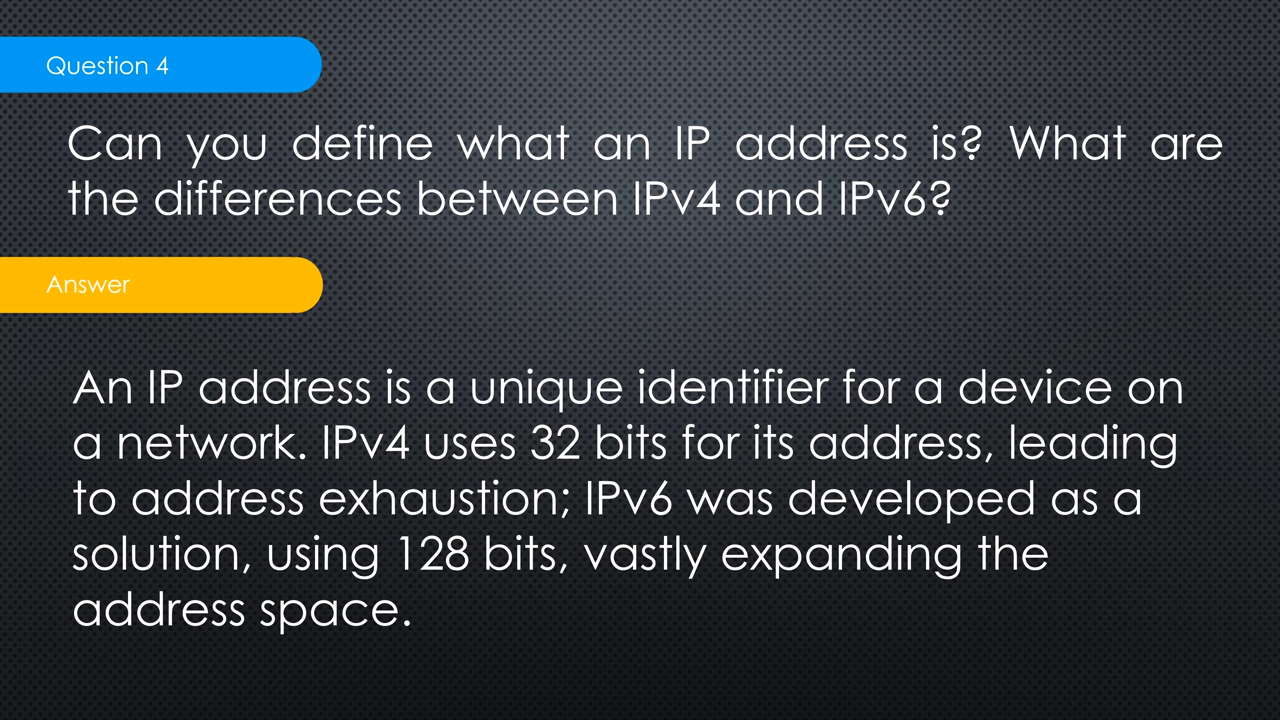 Question 4
Can you define what an IP address is? What are
the differences between IPv4 and IPv6?
Answer
An IP address is a unique identifier for a device on
a network. IPv4 uses 32 bits for its address, leading
to address exhaustion; IPv6 was developed as a
solution, using 128 bits, vastly expanding the
address space.